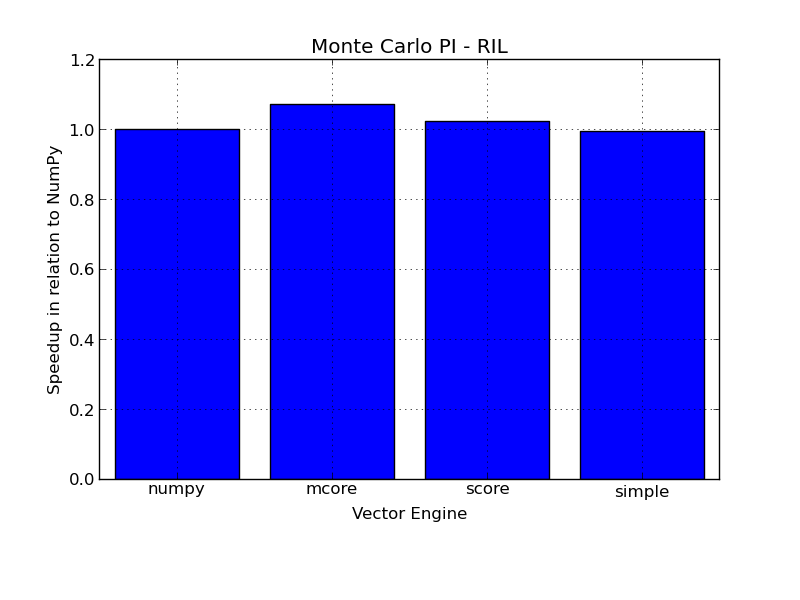 Monte Carlo PI - RIL
1.2
1.0
0.8
0.6
0.4
0.2
0.0
Speedup in relation to NumPy
numpy mcore score simple
Vector Engine